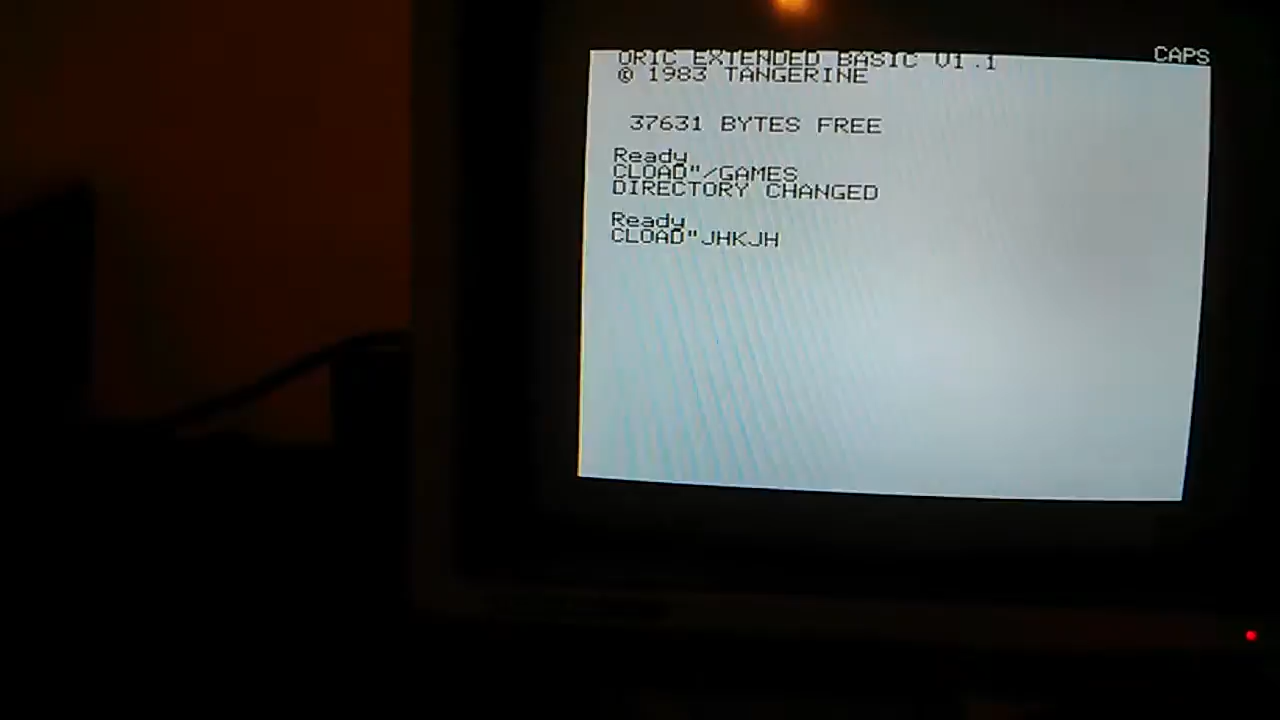 CAPS
ORIC EXTENDED BASIC V1.1
© 1983 TANGERINE
37631 BYTES FREE
Ready
CLOAD"/GAMES
DIRECTORY CHANGED
Ready
CLOAD"JHKJH